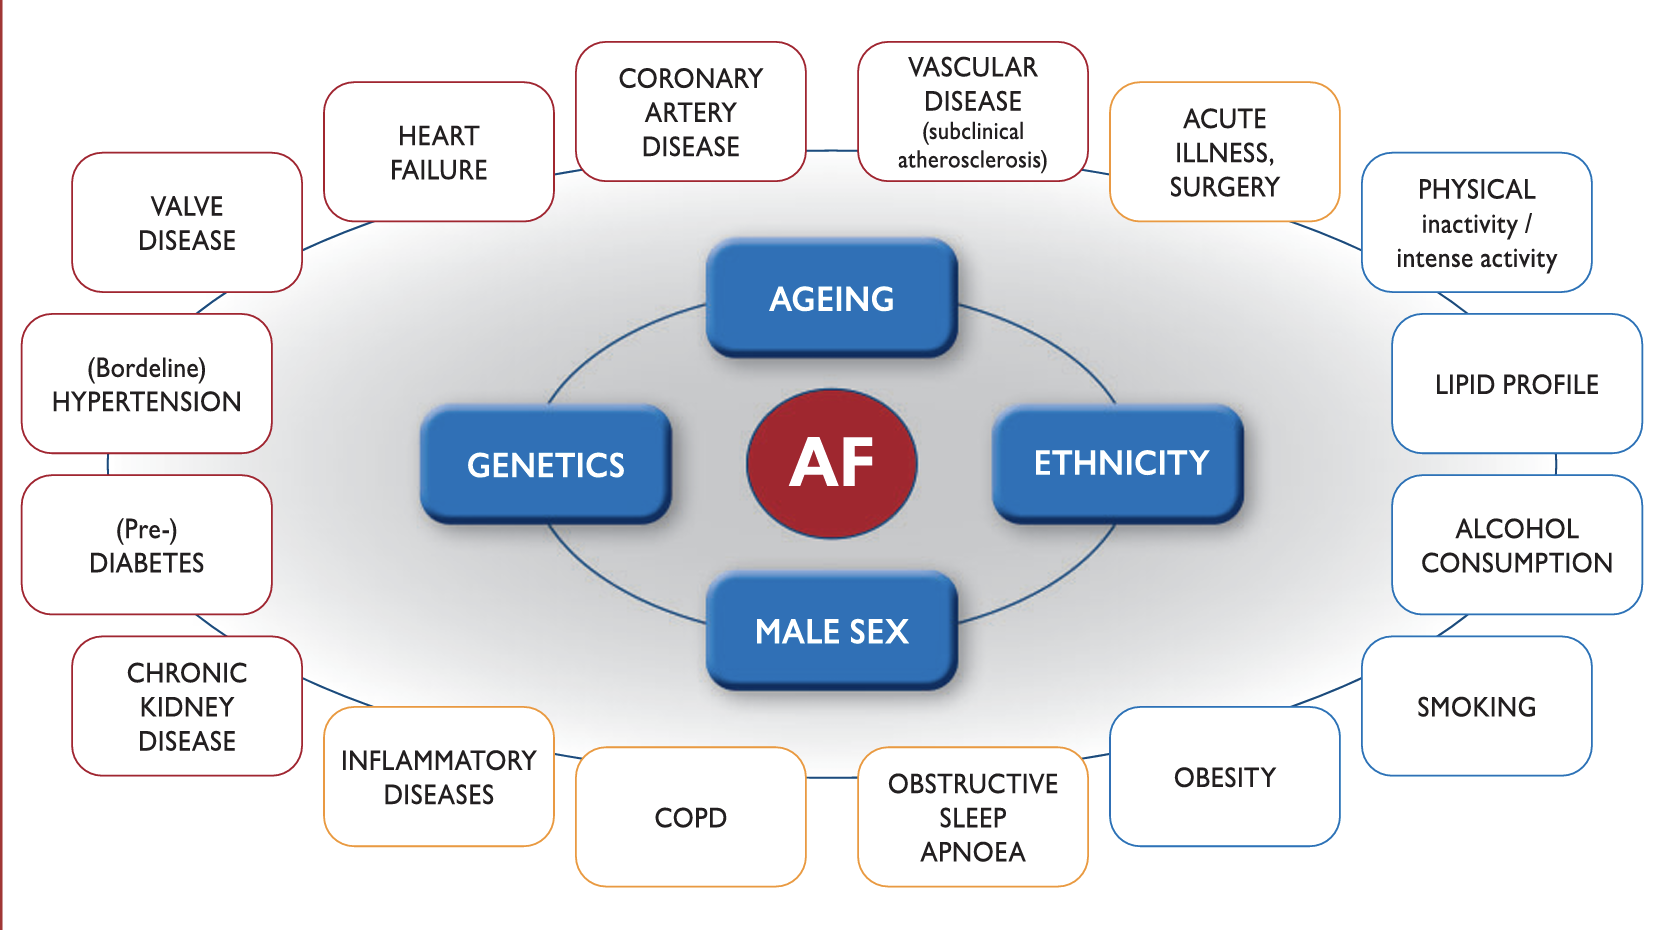 CORONARY
ARTERY
DISEASE
VASCULAR
DISEASE
(subclinical
atherosclerosis)
HEART
FAILURE
ACUTE
ILLNESS,
SURGERY
VALVE
DISEASE
PHYSICAL
inactivity /
intense activity
AGEING
(Bordeline)
HYPERTENSION
LIPID PROFILE
GENETICS
AF
ETHNICITY
(Pre-)
DIABETES
ALCOHOL
CONSUMPTION
MALE SEX
CHRONIC
KIDNEY
DISEASE
SMOKING
INFLAMMATORY
DISEASES
COPD
OBSTRUCTIVE
SLEEP
APNOEA
OBESITY